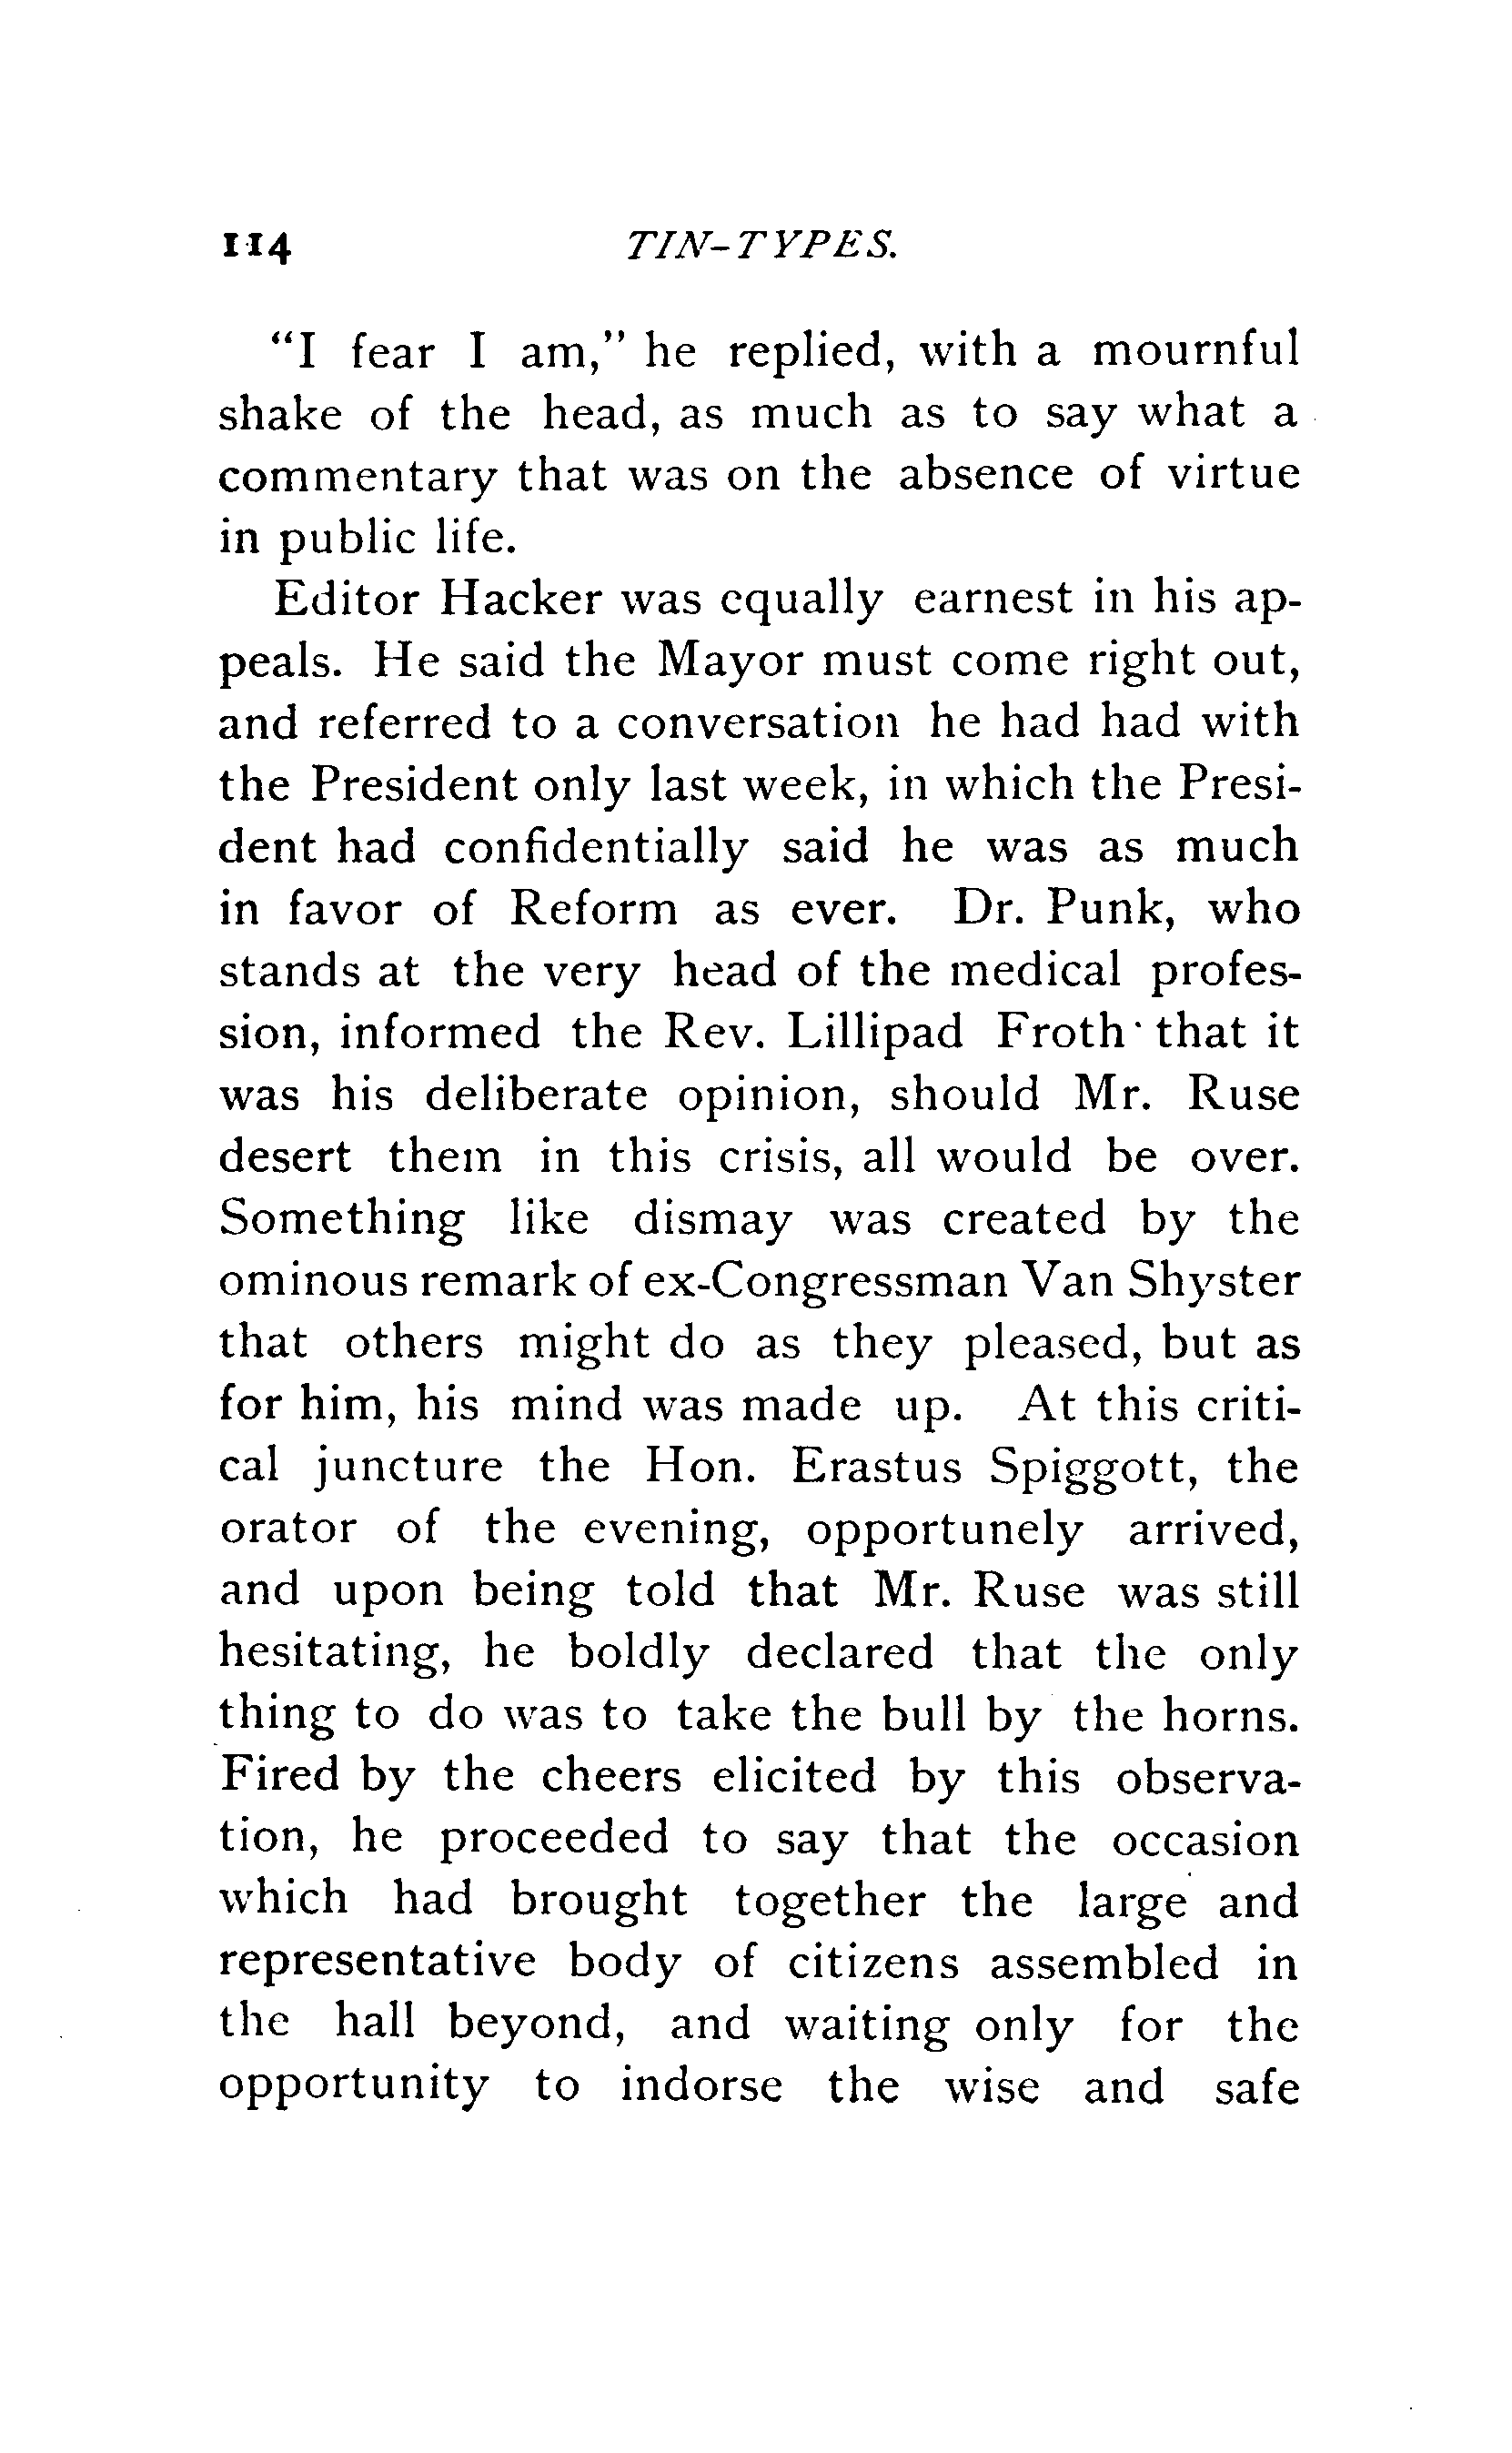 114 TIN-TYPES.
"I fear I am," he replied, with a mournful
shake of the head, as much as to say what a
commentary that was on the absence of virtue
in public life.
Editor Hacker was equally earnest in his ap-
peals. He said the Mayor must come right out,
and referred to a conversation he had had with
the President only last week, in which the Presi-
dent had confidentially said he was as much
in favor of Reform as ever. Dr. Punk, who
stands at the very head of the medical profes-
sion, informed the Rev. Lillipad Froth that it
was his deliberate opinion, should Mr. Ruse
desert them in this crisis, all would be over.
Something like dismay was created by the
ominous remark of ex-Congressman Van Shyster
that others might do as they pleased, but as
for him, his mind was made up. At this criti-
cal juncture the Hon. Erastus Spiggott, the
orator of the evening, opportunely arrived,
and upon being told that Mr. Ruse was still
hesitating, he boldly declared that the only
thing to do was to take the bull by the horns.
Fired by the cheers elicited by this observa-
tion, he proceeded to say that the occasion
which had brought together the large and
representative body of citizens assembled in
the hall beyond, and waiting only for the
opportunity to indorse the wise and safe